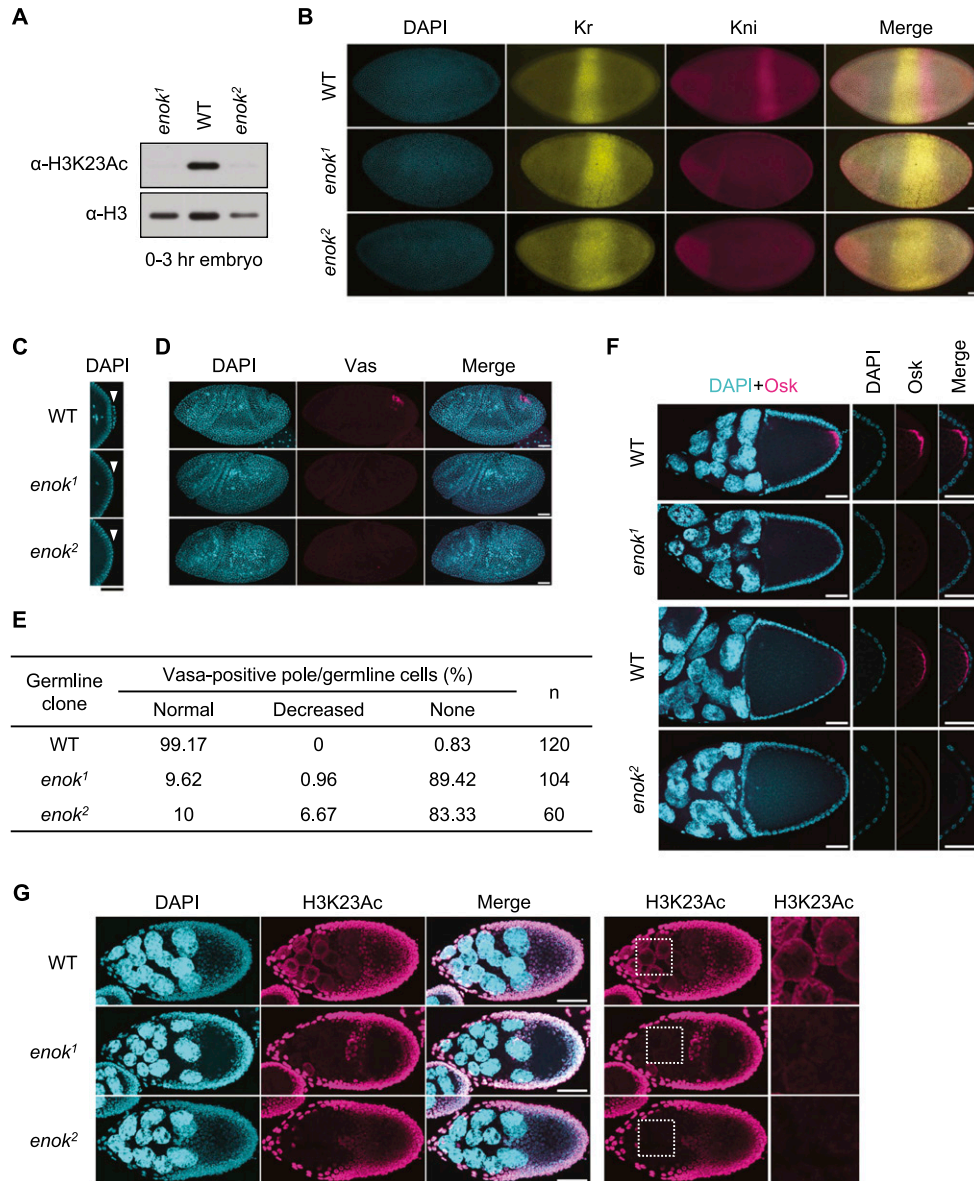 A
enok¹ WT enok²
α-H3K23Ac
α-H3
0-3 hr embryo
B
DAPI Kr Kni Merge
WT
enok¹
enok²
C
DAPI
WT
enok¹
enok²
D
DAPI Vas Merge
E
Germline clone Vasa-positive pole/germline cells (%) n
Normal Decreased None
WT 99.17 0 0.83 120
enok¹ 9.62 0.96 89.42 104
enok² 10 6.67 83.33 60
F
DAPI+Osk DAPI Osk Merge
WT
enok¹
WT
enok²
G
DAPI H3K23Ac Merge H3K23Ac H3K23Ac
WT
enok¹
enok²